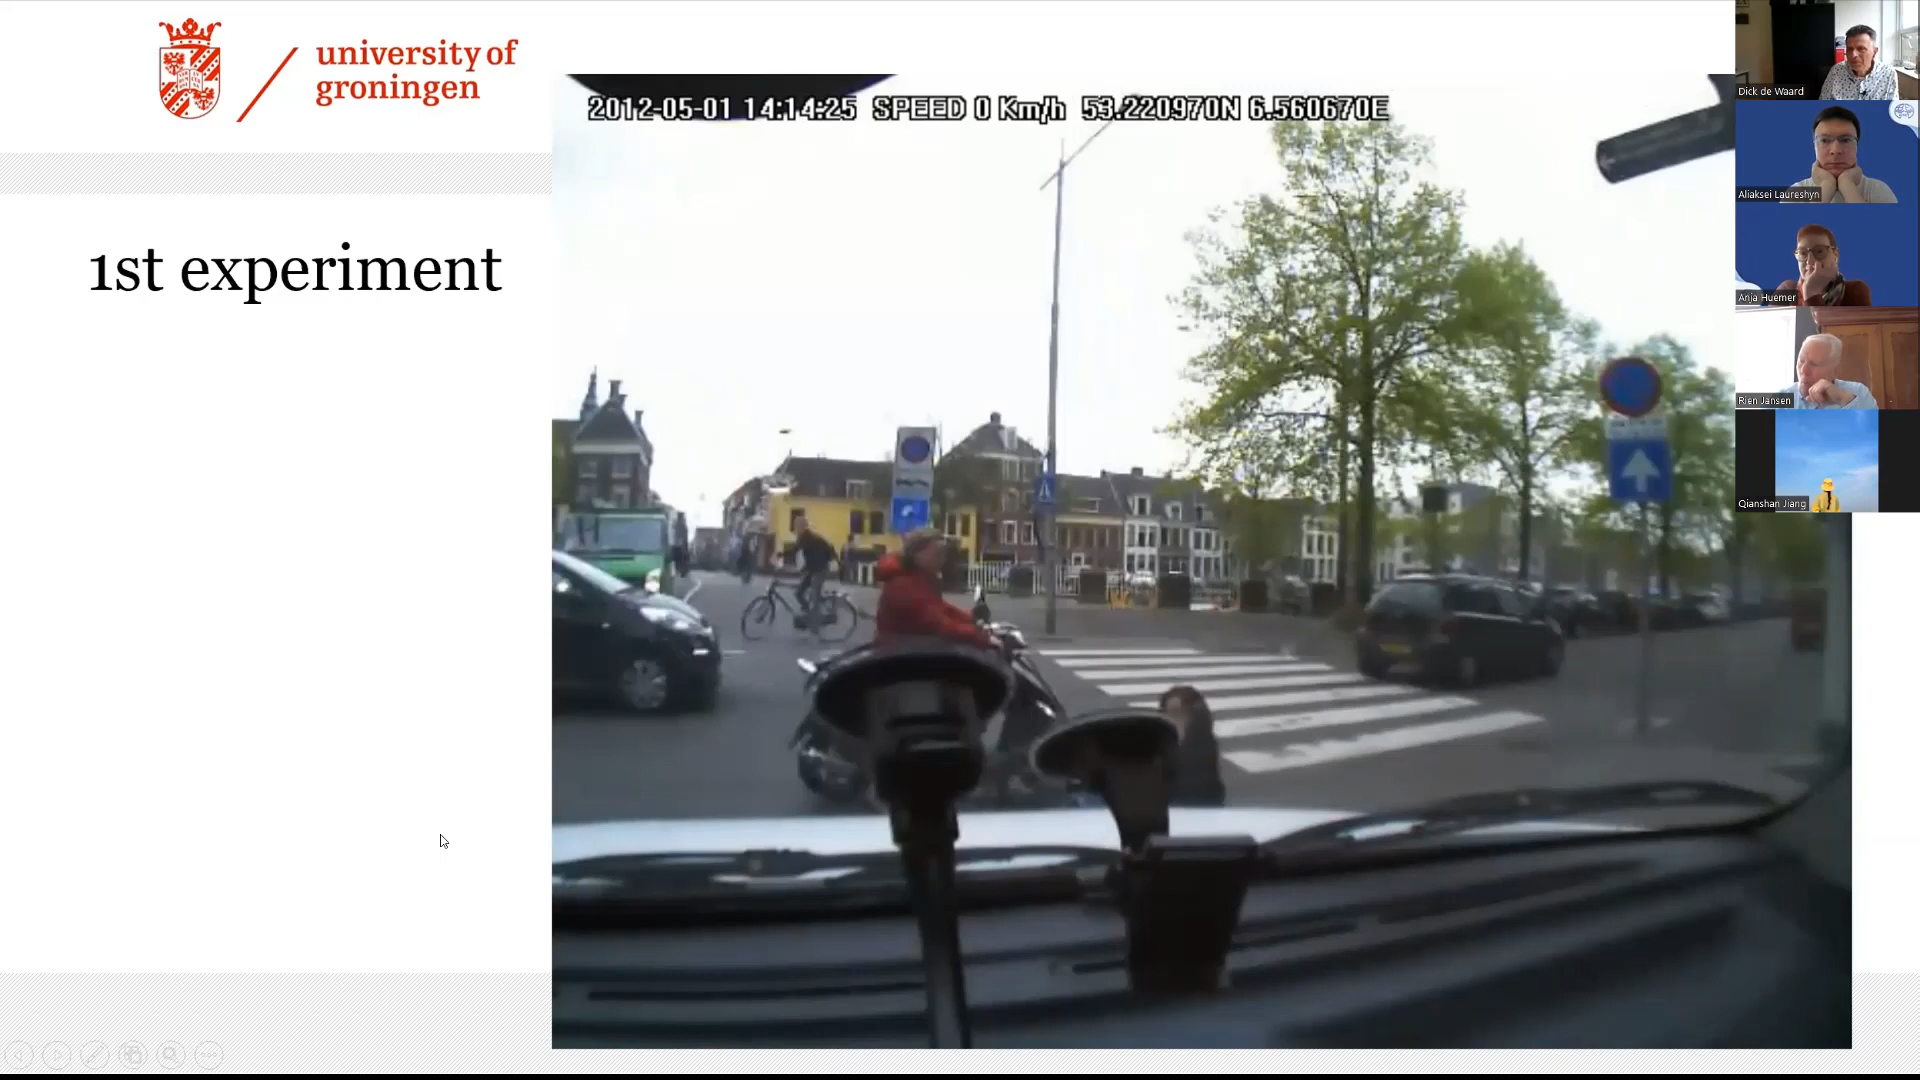 university of
groningen
2012-05-01 14:14:25 SPEED 0 Km/h 53.220970N 6.560670E
1st experiment
Dick de Waard
Aliaksei Laureshyn
Anja Huemer
Rien Jansen
Qianshan Jiang